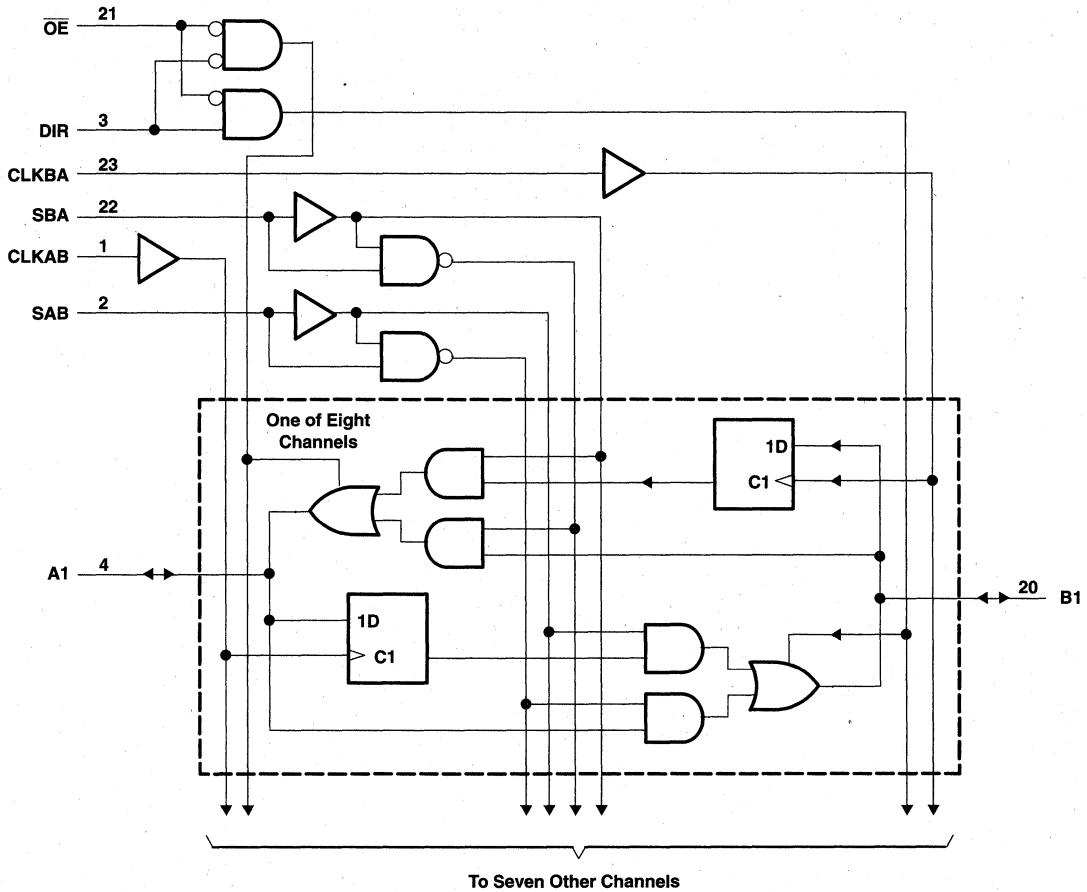 O̅E̅ 21
DIR 3
CLKBA 23
SBA 22
CLKAB 1
SAB 2
One of Eight
Channels
1D
C1
A1 4
1D
C1
20 B1
To Seven Other Channels